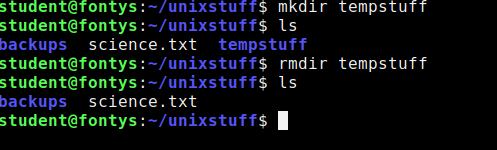 student@fontys:~/unixstuff$ mkdir tempstuff
student@fontys:~/unixstuff$ ls
backups  science.txt  tempstuff
student@fontys:~/unixstuff$ rmdir tempstuff
student@fontys:~/unixstuff$ ls
backups  science.txt
student@fontys:~/unixstuff$